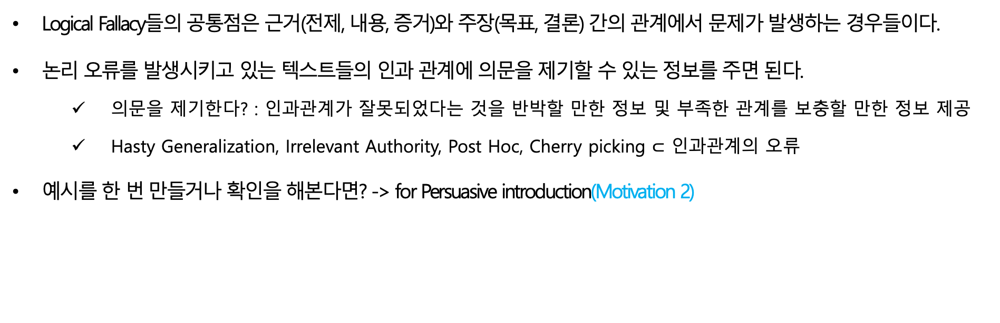 • Logical Fallacy들의 공통점은 근거(전제, 내용, 증거)와 주장(목표, 결론) 간의 관계에서 문제가 발생하는 경우들이다.
• 논리 오류를 발생시키고 있는 텍스트들의 인과 관계에 의문을 제기할 수 있는 정보를 주면 된다.
✓ 의문을 제기한다? : 인과관계가 잘못되었다는 것을 반박할 만한 정보 및 부족한 관계를 보충할 만한 정보 제공
✓ Hasty Generalization, Irrelevant Authority, Post Hoc, Cherry picking ⊂ 인과관계의 오류
• 예시를 한 번 만들거나 확인을 해본다면? -> for Persuasive introduction(Motivation 2)